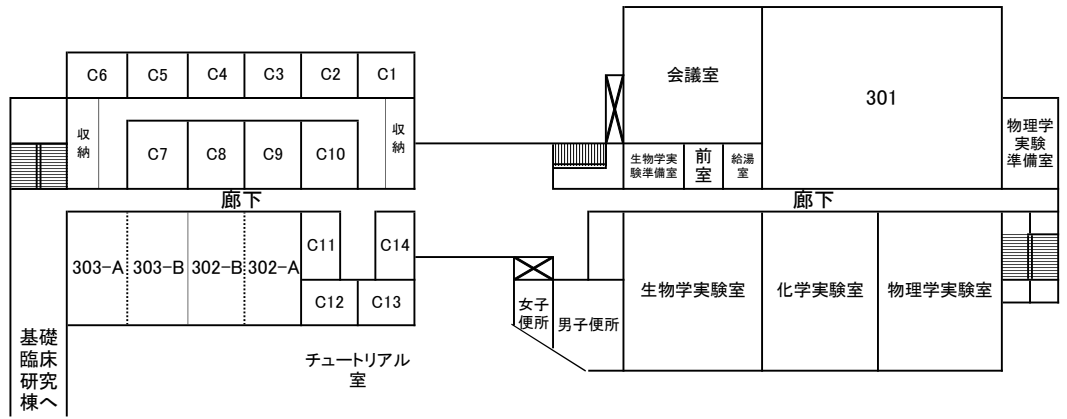 会議室
301
C6
C5
C4
C3
C2
C1
収
納
収
納
物理学
実験
準備室
C7
C8
C9
C10
生物学実
験準備室
前
室
給湯
室
廊下
廊下
303-A
303-B
302-B
302-A
C11
C14
C12
C13
女子
便所
男子便所
生物学実験室
化学実験室
物理学実験室
基礎
臨床
研究
棟へ
チュートリアル
室